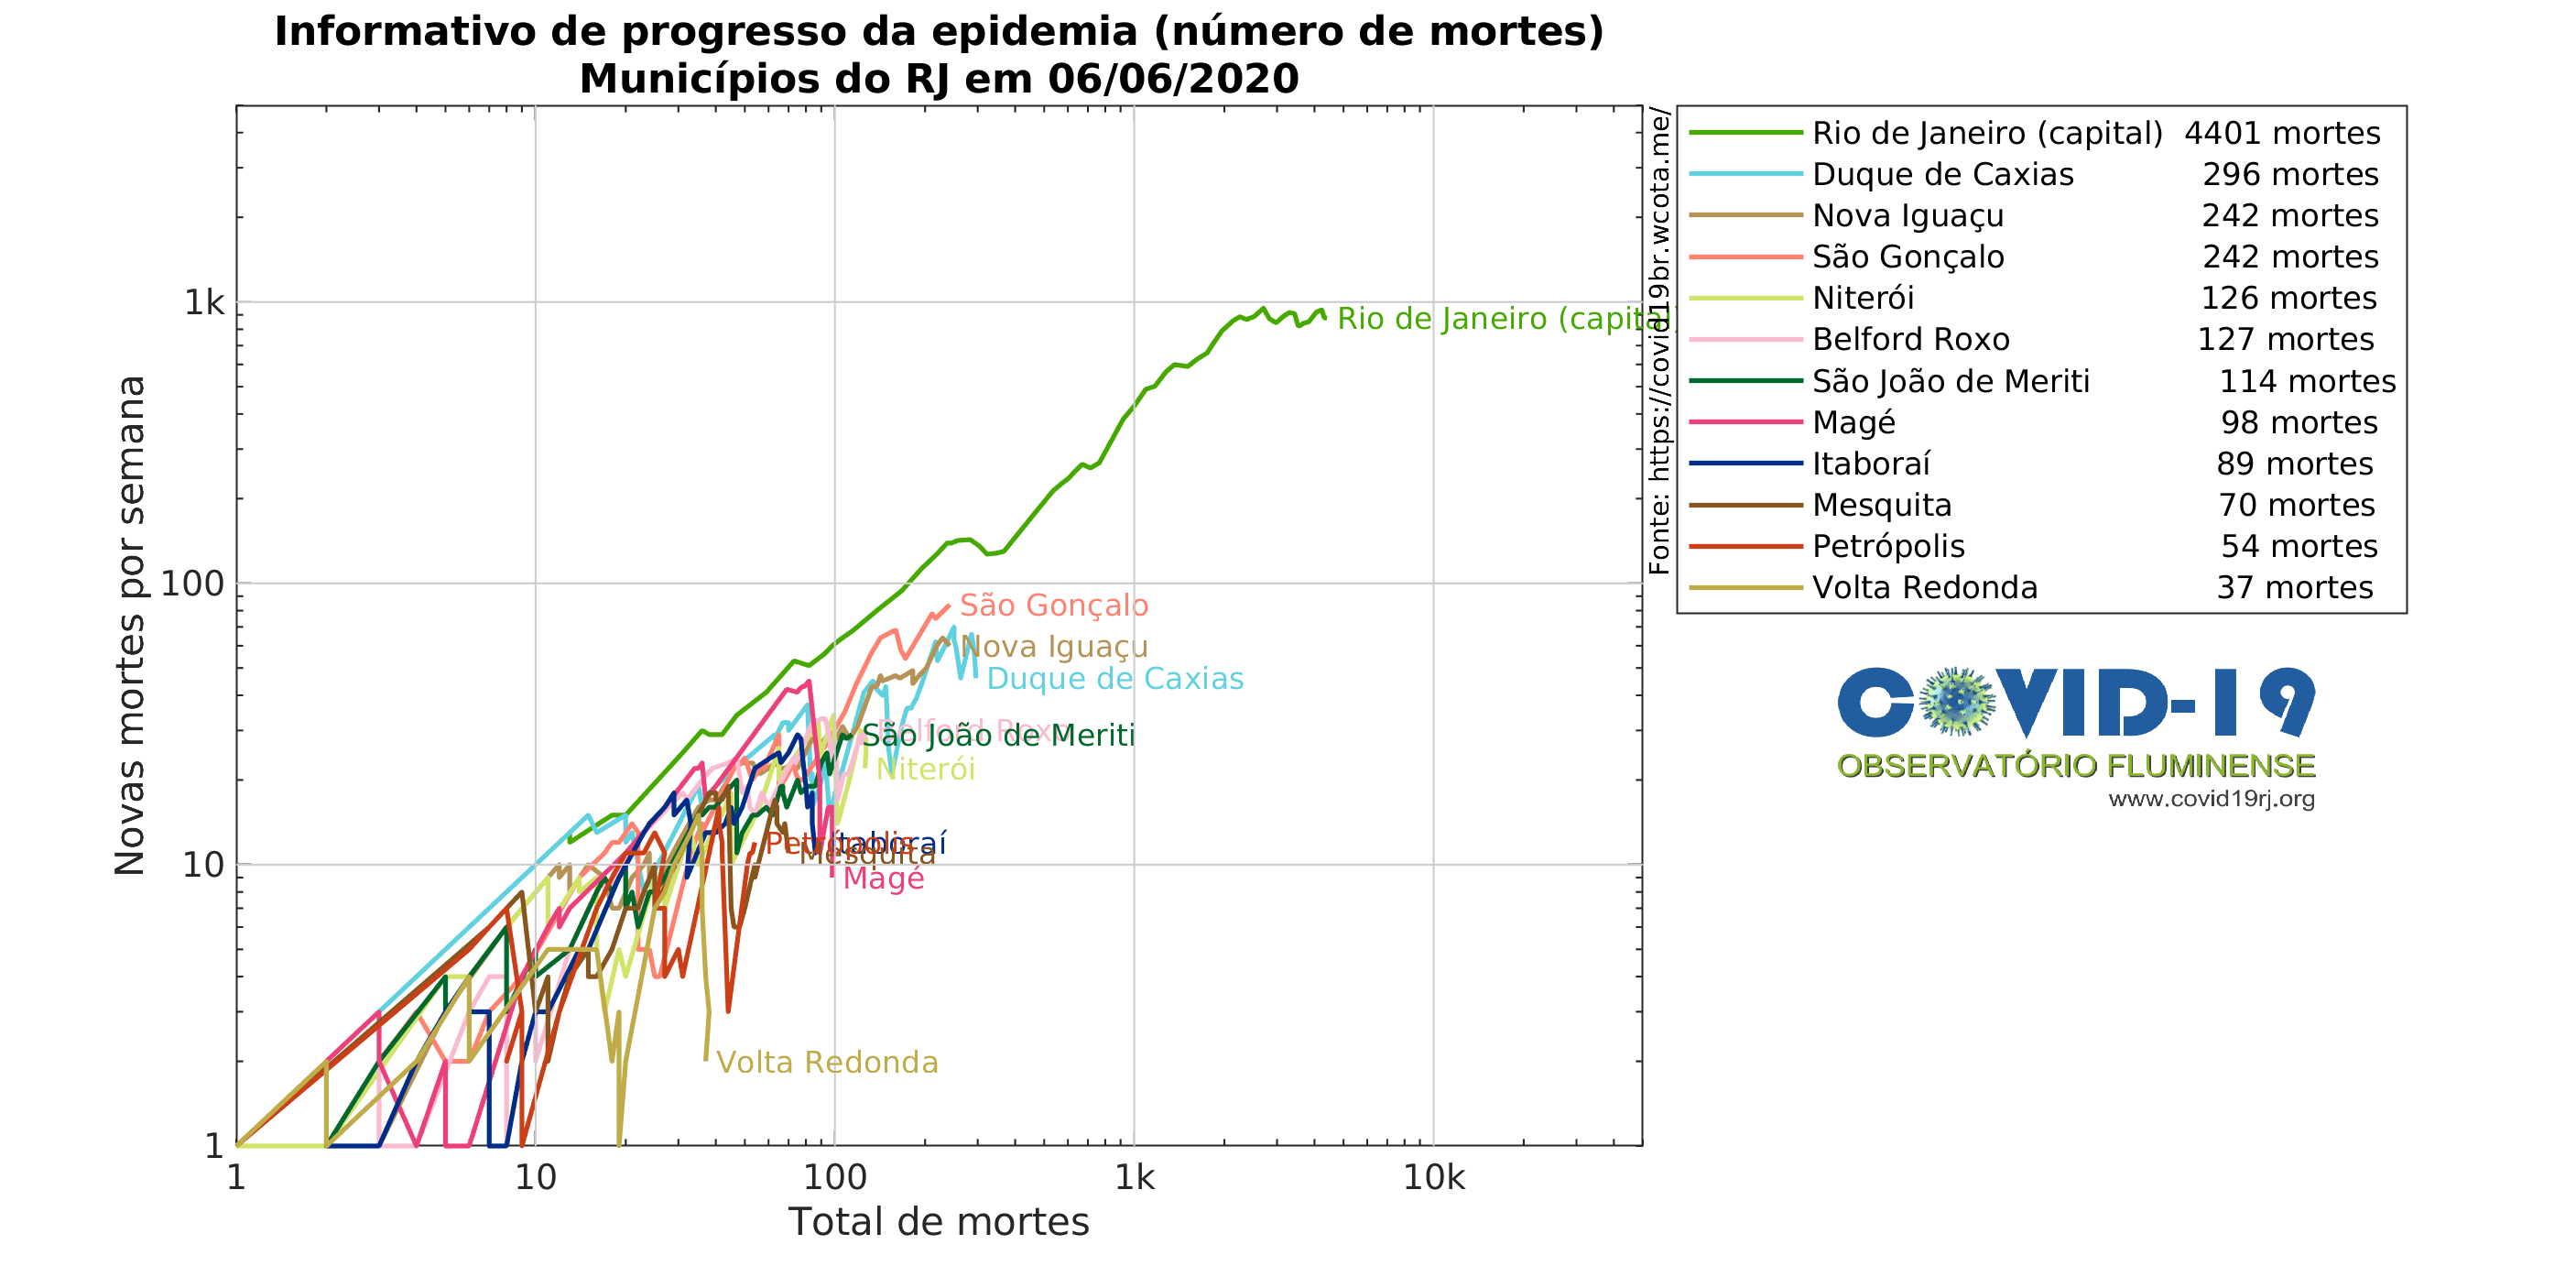 Informativo de progresso da epidemia (número de mortes)
Municípios do RJ em 06/06/2020
Novas mortes por semana
1k
100
10
1
1
10
100
1k
10k
Total de mortes
Rio de Janeiro (capital)
São Gonçalo
Nova Iguaçu
Duque de Caxias
Belford Roxo
São João de Meriti
Niterói
Petrópolis
Itaboraí
Mesquita
Magé
Volta Redonda
Fonte: https://covid19br.wcota.me/
Rio de Janeiro (capital) 4401 mortes
Duque de Caxias 296 mortes
Nova Iguaçu 242 mortes
São Gonçalo 242 mortes
Niterói 126 mortes
Belford Roxo 127 mortes
São João de Meriti 114 mortes
Magé 98 mortes
Itaboraí 89 mortes
Mesquita 70 mortes
Petrópolis 54 mortes
Volta Redonda 37 mortes
COVID-19
OBSERVATÓRIO FLUMINENSE
www.covid19rj.org